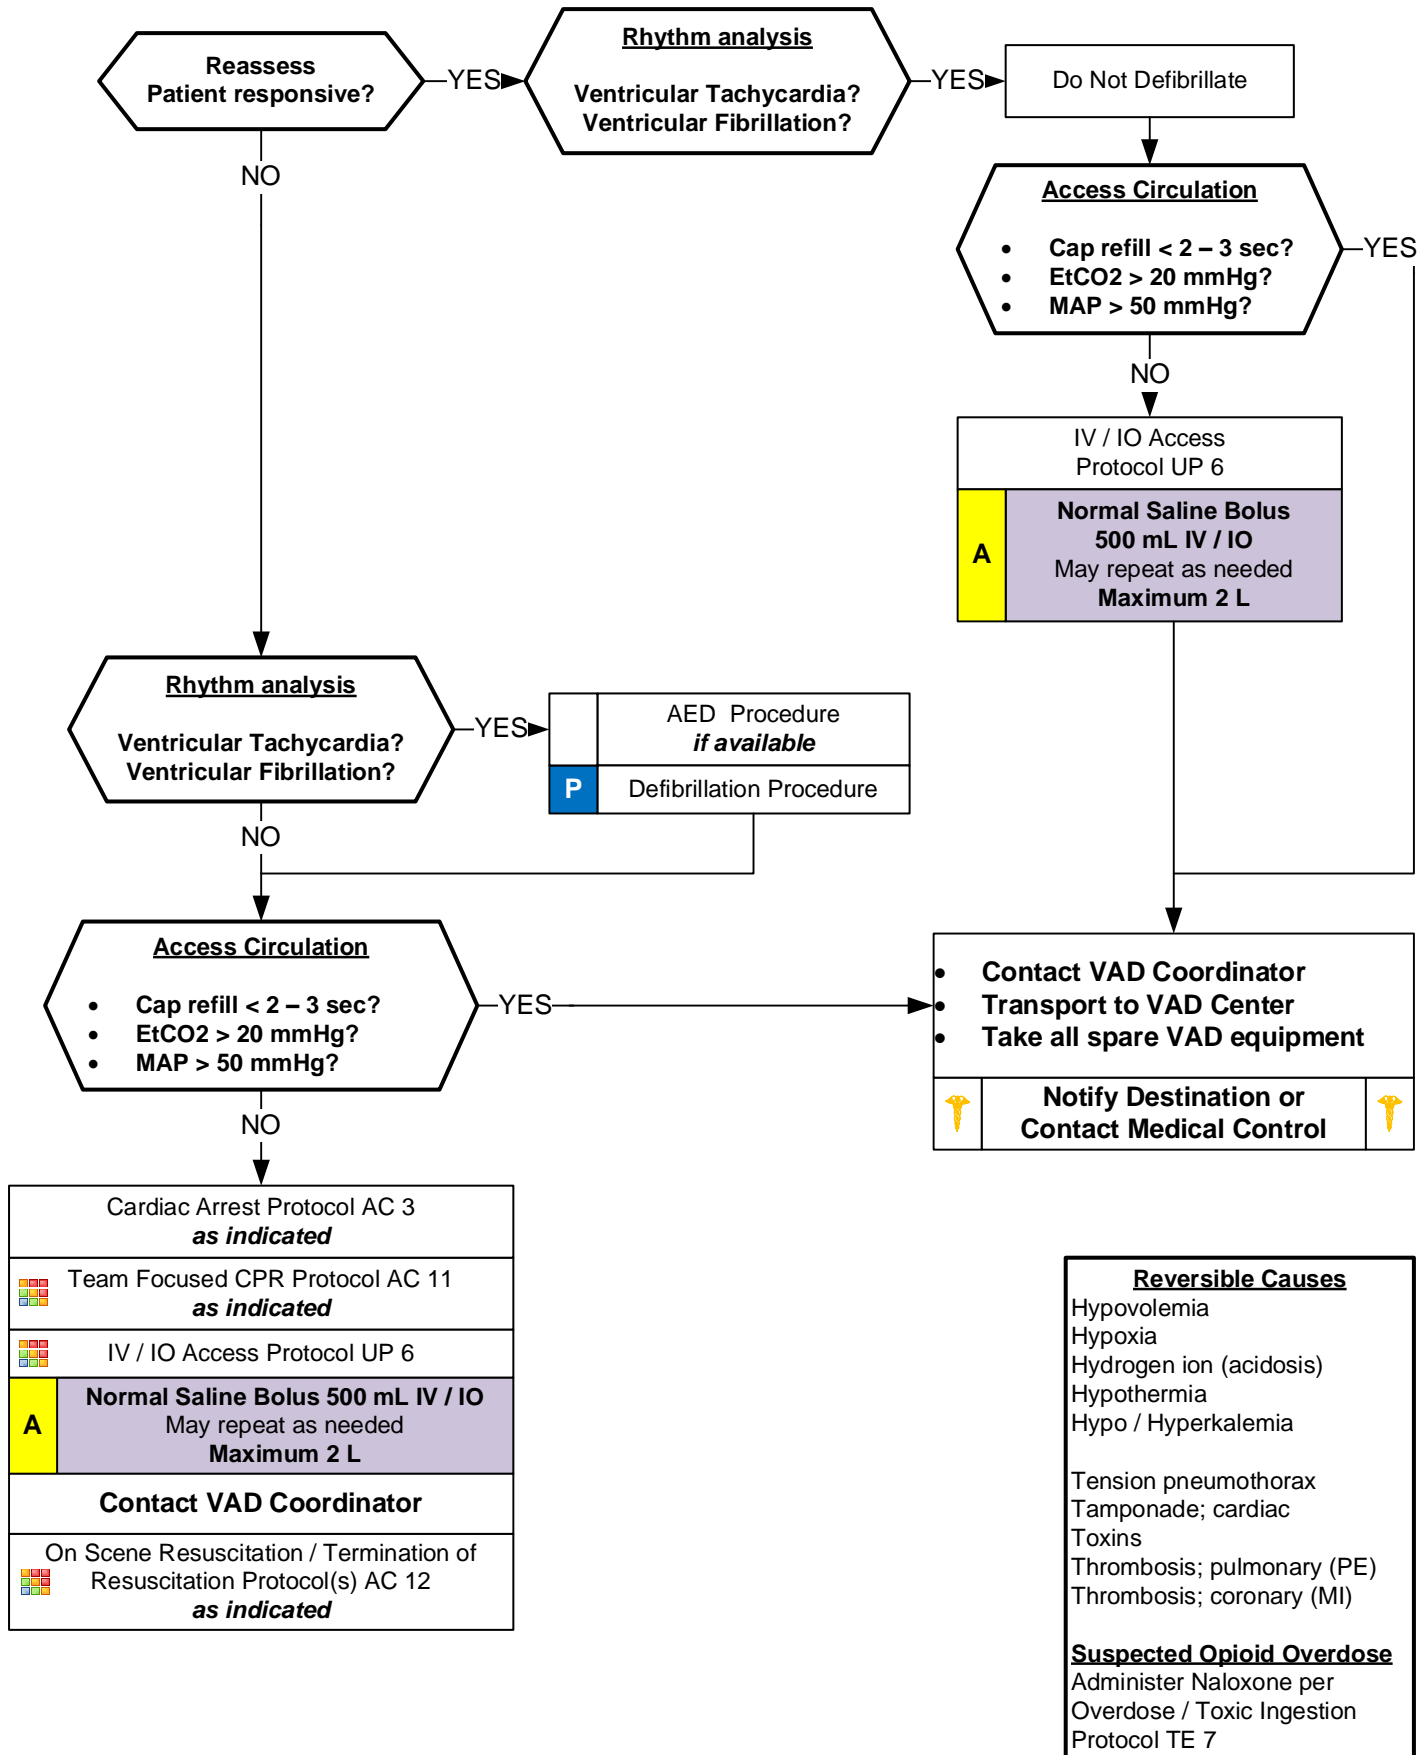 Reassess
Patient responsive?
YES
Rhythm analysis
Ventricular Tachycardia?
Ventricular Fibrillation?
YES
Do Not Defibrillate
NO
Access Circulation
• Cap refill < 2 – 3 sec?
• EtCO2 > 20 mmHg?
• MAP > 50 mmHg?
YES
NO
IV / IO Access
Protocol UP 6
A
Normal Saline Bolus
500 mL IV / IO
May repeat as needed
Maximum 2 L
Rhythm analysis
Ventricular Tachycardia?
Ventricular Fibrillation?
YES
AED Procedure
if available
P
Defibrillation Procedure
NO
Access Circulation
• Cap refill < 2 – 3 sec?
• EtCO2 > 20 mmHg?
• MAP > 50 mmHg?
YES
• Contact VAD Coordinator
• Transport to VAD Center
• Take all spare VAD equipment
Notify Destination or
Contact Medical Control
NO
Cardiac Arrest Protocol AC 3
as indicated
Team Focused CPR Protocol AC 11
as indicated
IV / IO Access Protocol UP 6
A
Normal Saline Bolus 500 mL IV / IO
May repeat as needed
Maximum 2 L
Contact VAD Coordinator
On Scene Resuscitation / Termination of
Resuscitation Protocol(s) AC 12
as indicated
Reversible Causes
Hypovolemia
Hypoxia
Hydrogen ion (acidosis)
Hypothermia
Hypo / Hyperkalemia
Tension pneumothorax
Tamponade; cardiac
Toxins
Thrombosis; pulmonary (PE)
Thrombosis; coronary (MI)
Suspected Opioid Overdose
Administer Naloxone per
Overdose / Toxic Ingestion
Protocol TE 7